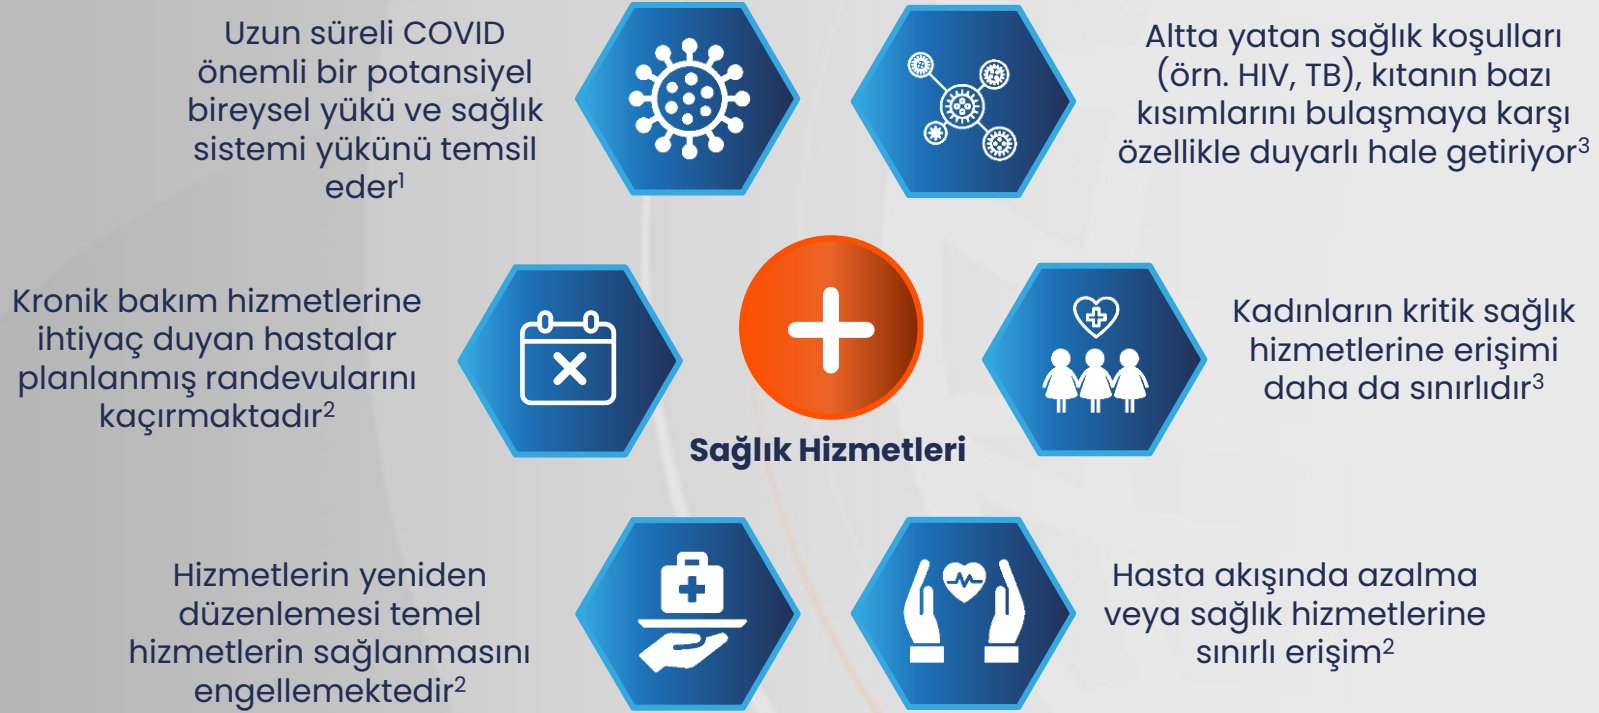 Uzun süreli COVID
önemli bir potansiyel
bireysel yükü ve sağlık
sistemi yükünü temsil
eder¹
Altta yatan sağlık koşulları
(örn. HIV, TB), kıtanın bazı
kısımlarını bulaşmaya karşı
özellikle duyarlı hale getiriyor³
Kronik bakım hizmetlerine
ihtiyaç duyan hastalar
planlanmış randevularını
kaçırmaktadır²
Sağlık Hizmetleri
Kadınların kritik sağlık
hizmetlerine erişimi
daha da sınırlıdır³
Hizmetlerin yeniden
düzenlemesi temel
hizmetlerin sağlanmasını
engellemektedir²
Hasta akışında azalma
veya sağlık hizmetlerine
sınırlı erişim²